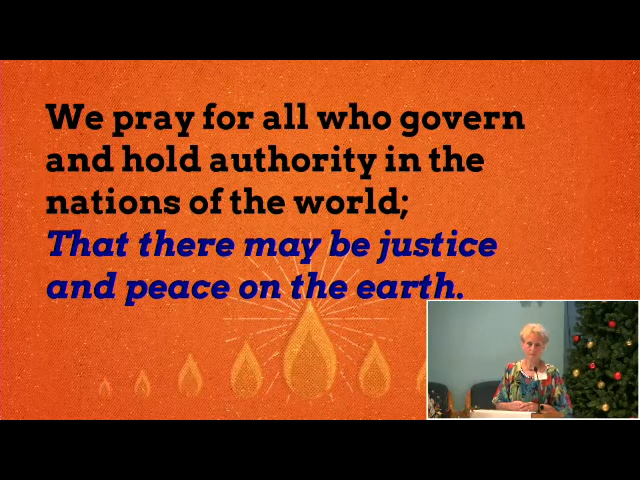 We pray for all who govern
and hold authority in the
nations of the world;
That there may be justice
and peace on the earth.